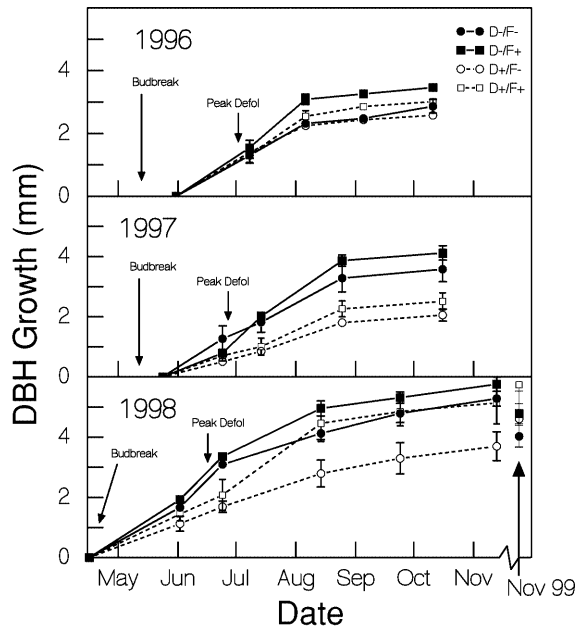 1996
D-/F-
D-/F+
D+/F-
D+/F+
Budbreak
Peak Defol
4
2
0
1997
Budbreak
Peak Defol
4
2
0
1998
Budbreak
Peak Defol
4
2
0
DBH Growth (mm)
May Jun Jul Aug Sep Oct Nov
Nov 99
Date